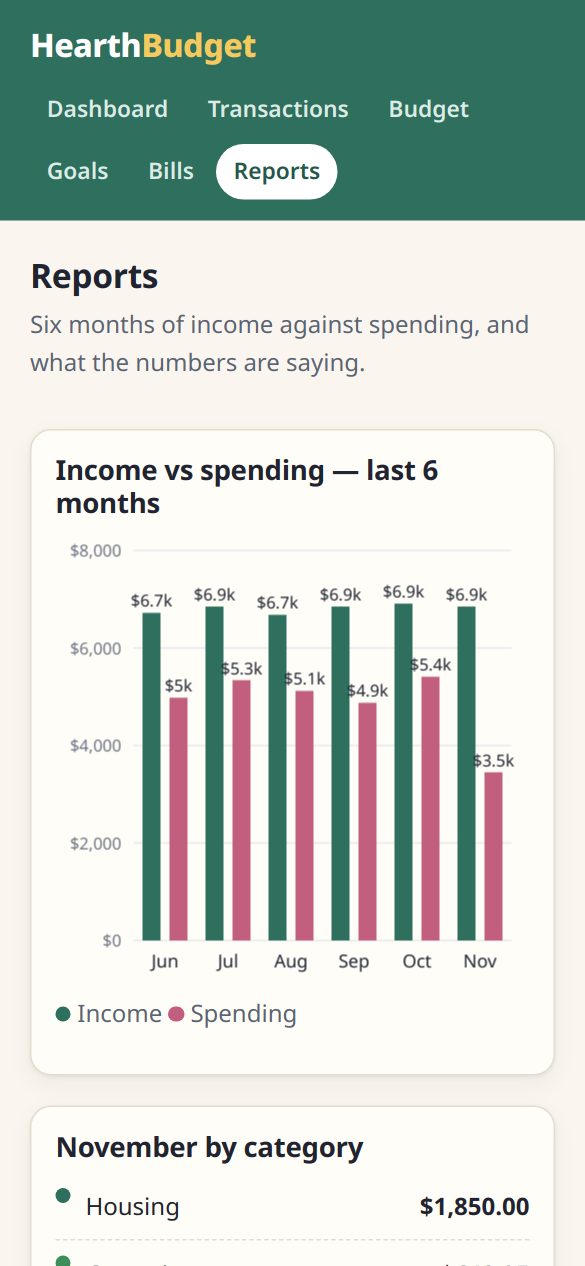 HearthBudget
Dashboard Transactions Budget
Goals Bills Reports
Reports
Six months of income against spending, and
what the numbers are saying.
Income vs spending — last 6
months
$8,000
$6,000
$4,000
$2,000
$0
$6.7k $5k $6.9k $5.3k $6.7k $5.1k $6.9k $4.9k $6.9k $5.4k $6.9k $3.5k
Jun Jul Aug Sep Oct Nov
Income Spending
November by category
Housing $1,850.00